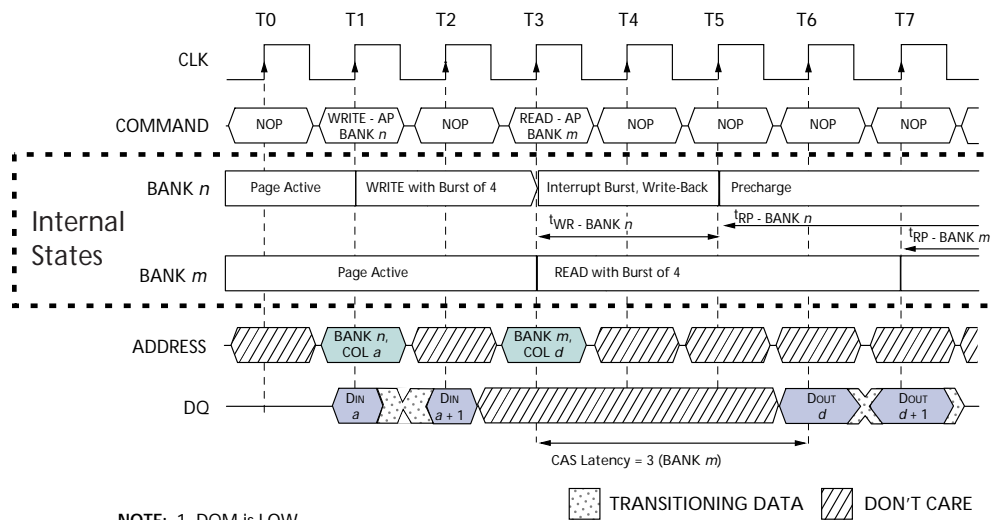 T0 T1 T2 T3 T4 T5 T6 T7
CLK
COMMAND NOP WRITE - AP BANK n NOP READ - AP BANK m NOP NOP NOP NOP
Internal States
BANK n Page Active WRITE with Burst of 4 Interrupt Burst, Write-Back Precharge
tWR - BANK n tRP - BANK n
tRP - BANK m
BANK m Page Active READ with Burst of 4
ADDRESS BANK n, COL a BANK m, COL d
DQ DIN a DIN a + 1 DOUT d DOUT d + 1
CAS Latency = 3 (BANK m)
TRANSITIONING DATA DON'T CARE
NOTE: 1. DQM is LOW